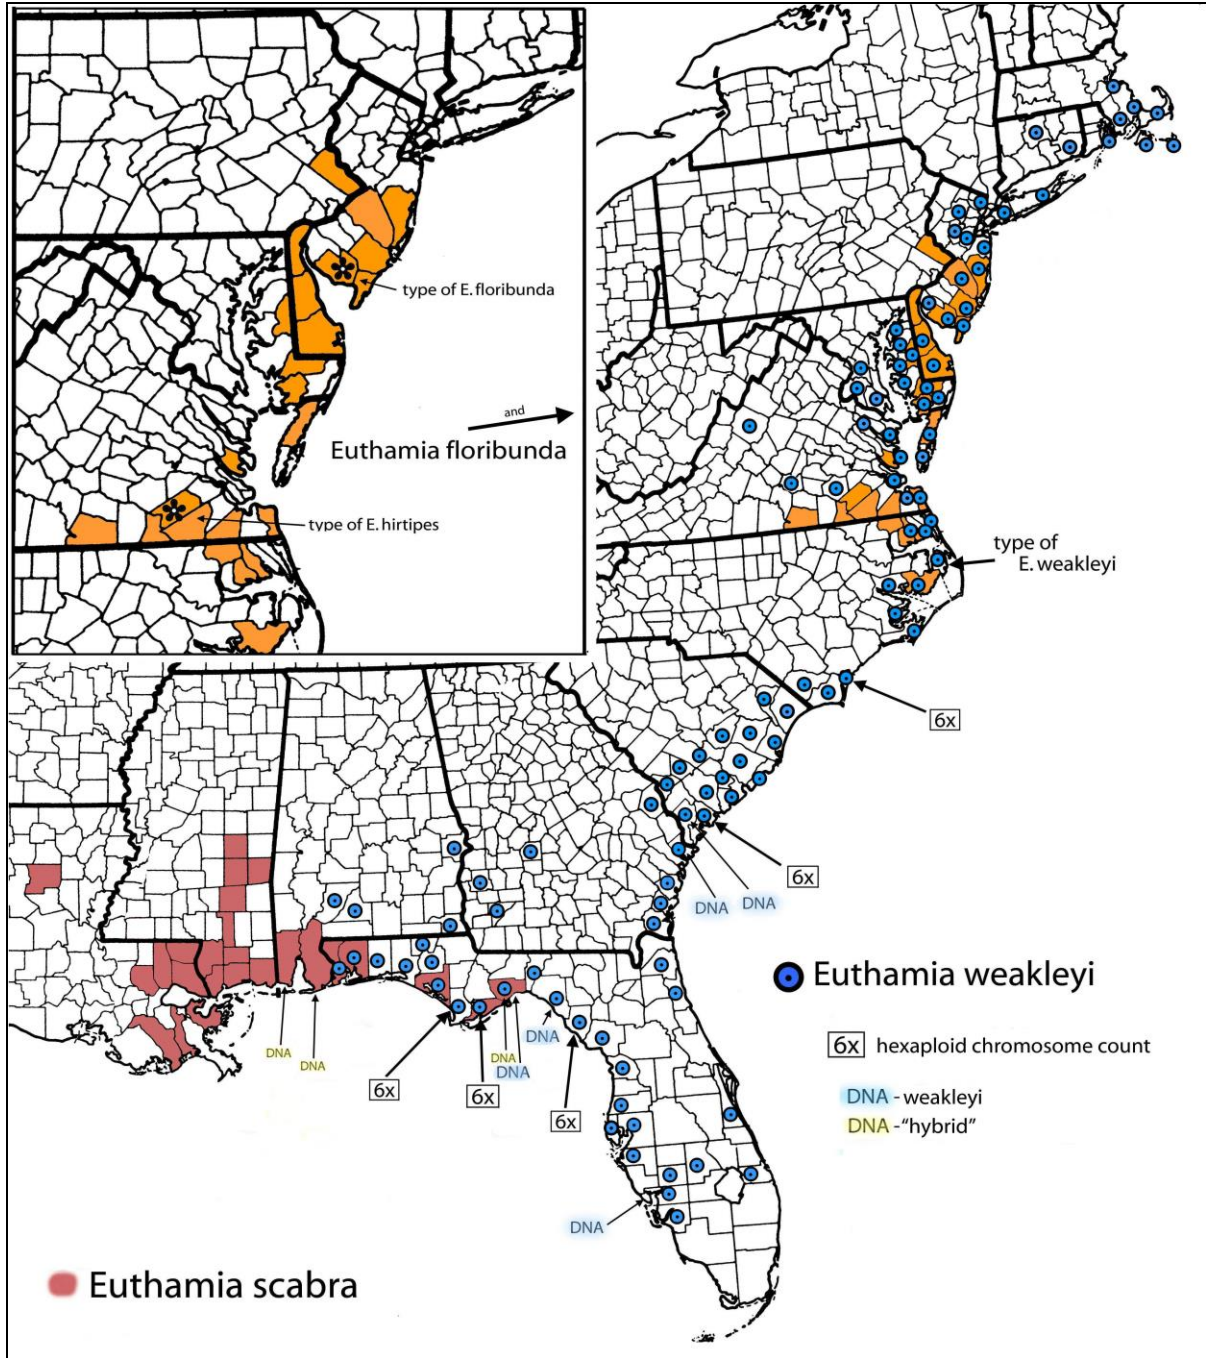 type of E. floribunda
and
Euthamia floribunda
type of E. hirtipes
type of
E. weakleyi
6x
6x
DNA
DNA
Euthamia weakleyi
DNA
DNA
DNA
DNA
DNA
6x
6x
6x
6x hexaploid chromosome count
DNA - weakleyi
DNA -"hybrid"
DNA
Euthamia scabra